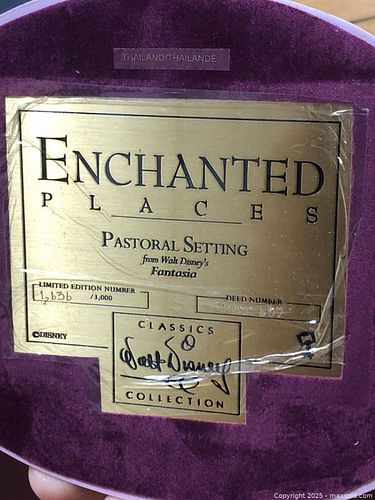 THAILAND/THAILANDE
ENCHANTED
PLACES
PASTORAL SETTING
from Walt Disney's
Fantasia
LIMITED EDITION NUMBER
1,636 /3,000
DEED NUMBER
©DISNEY
CLASSICS
Walt Disney
COLLECTION
Copyright 2025 - maxsold.com